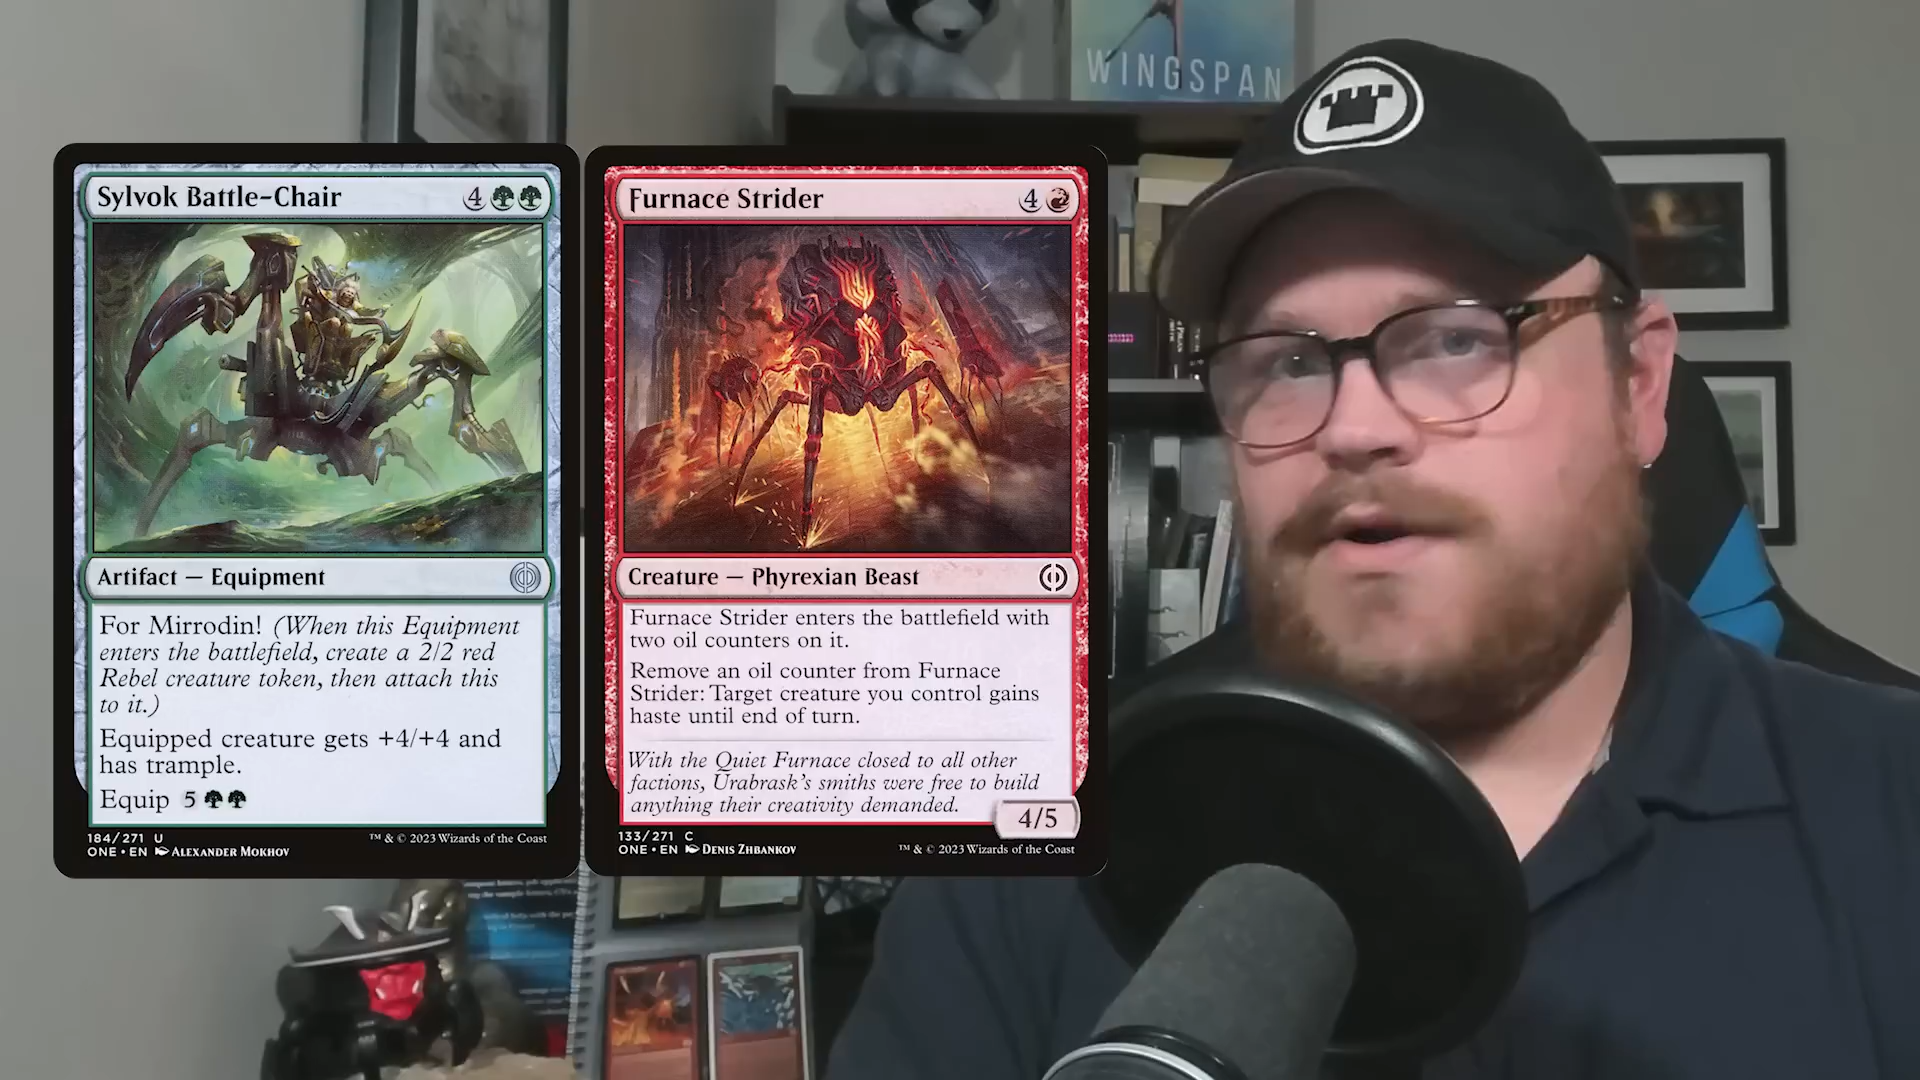 WINGSPAN
Sylvok Battle-Chair 4
Artifact — Equipment
For Mirrodin! (When this Equipment
enters the battlefield, create a 2/2 red
Rebel creature token, then attach this
to it.)
Equipped creature gets +4/+4 and
has trample.
Equip 5
184/271 U
ONE • EN ALEXANDER MOKHOV
™ & © 2023 Wizards of the Coast
Furnace Strider 4
Creature — Phyrexian Beast
Furnace Strider enters the battlefield with
two oil counters on it.
Remove an oil counter from Furnace
Strider: Target creature you control gains
haste until end of turn.
With the Quiet Furnace closed to all other
factions, Urabrask's smiths were free to build
anything their creativity demanded.
4/5
133/271 C
ONE • EN DENIS ZHBANKOV
™ & © 2023 Wizards of the Coast